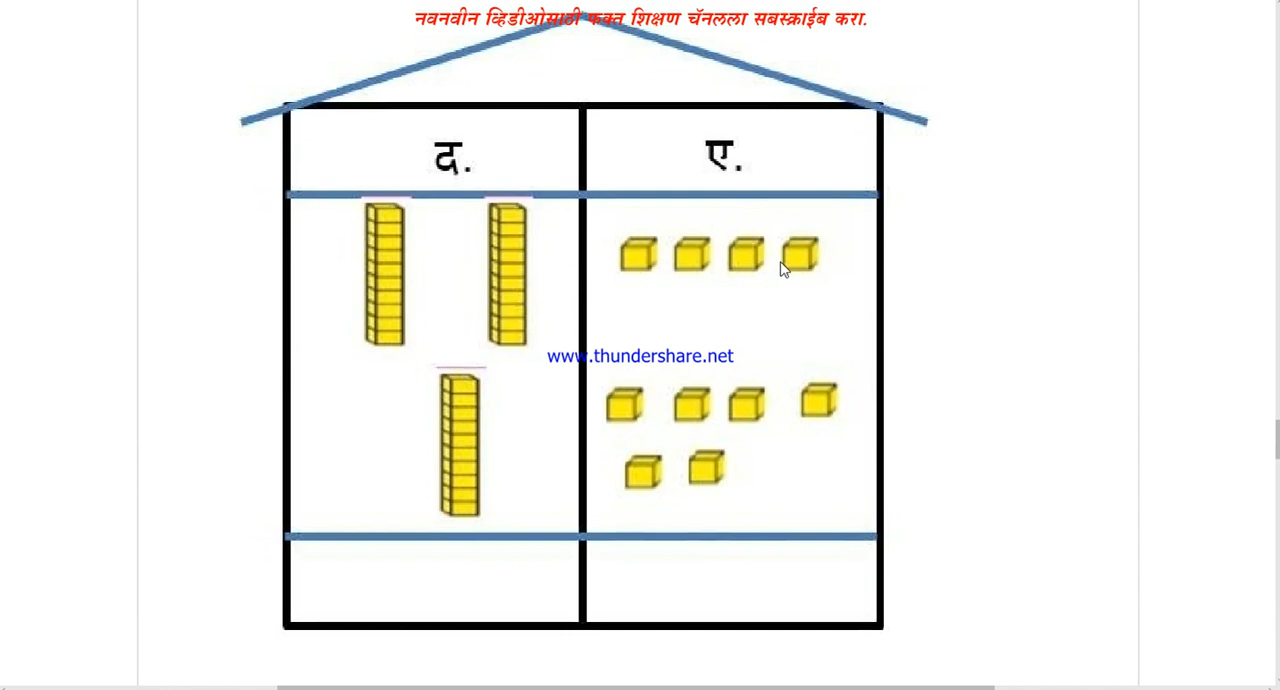 नवनवीन व्हिडीओसाठी फक्त शिक्षण चॅनलला सबस्क्राईब करा.
द.
ए.
www.thundershare.net